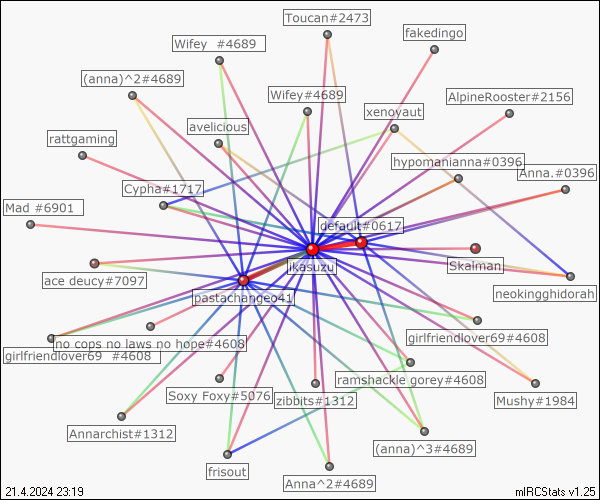 Toucan#2473
fakedingo
Wifey  #4689
(anna)^2#4689
Wifey#4689
AlpineRooster#2156
xenoyaut
avelicious
rattgaming
hypomanianna#0396
Anna.#0396
Cypha#1717
Mad #6901
default#0617
ikasuzu
Skalman
ace deucy#7097
neokingghidorah
pastachangeo41
girlfriendlover69#4608
no cops no laws no hope#4608
girlfriendlover69  #4608
ramshackle gorey#4608
Soxy Foxy#5076
zibbits#1312
Mushy#1984
Annarchist#1312
(anna)^3#4689
frisout
Anna^2#4689
21.4.2024 23:19
mIRCStats v1.25